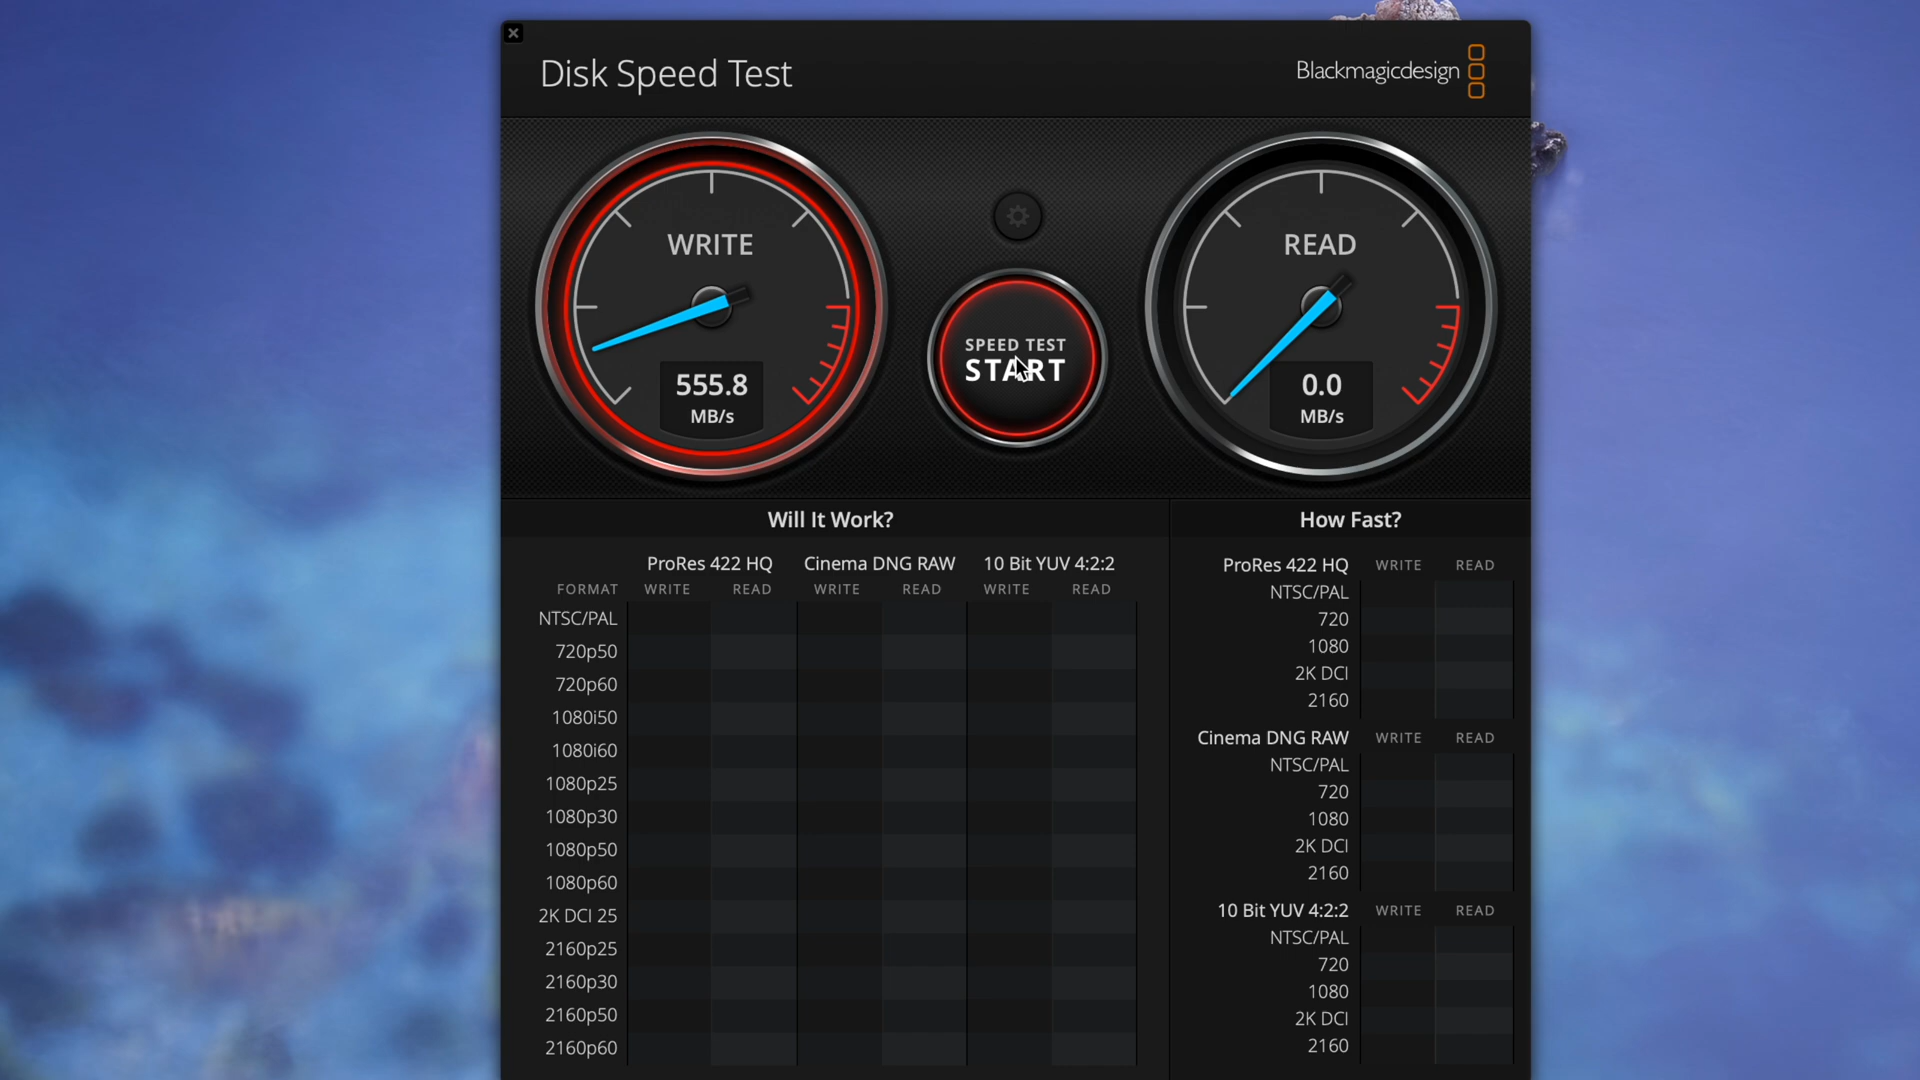 Disk Speed Test
Blackmagicdesign
WRITE
555.8
MB/s
SPEED TEST
START
READ
0.0
MB/s
Will It Work?
ProRes 422 HQ Cinema DNG RAW 10 Bit YUV 4:2:2
FORMAT WRITE READ WRITE READ WRITE READ
NTSC/PAL
720p50
720p60
1080i50
1080i60
1080p25
1080p30
1080p50
1080p60
2K DCI 25
2160p25
2160p30
2160p50
2160p60
How Fast?
ProRes 422 HQ WRITE READ
NTSC/PAL
720
1080
2K DCI
2160
Cinema DNG RAW WRITE READ
NTSC/PAL
720
1080
2K DCI
2160
10 Bit YUV 4:2:2 WRITE READ
NTSC/PAL
720
1080
2K DCI
2160